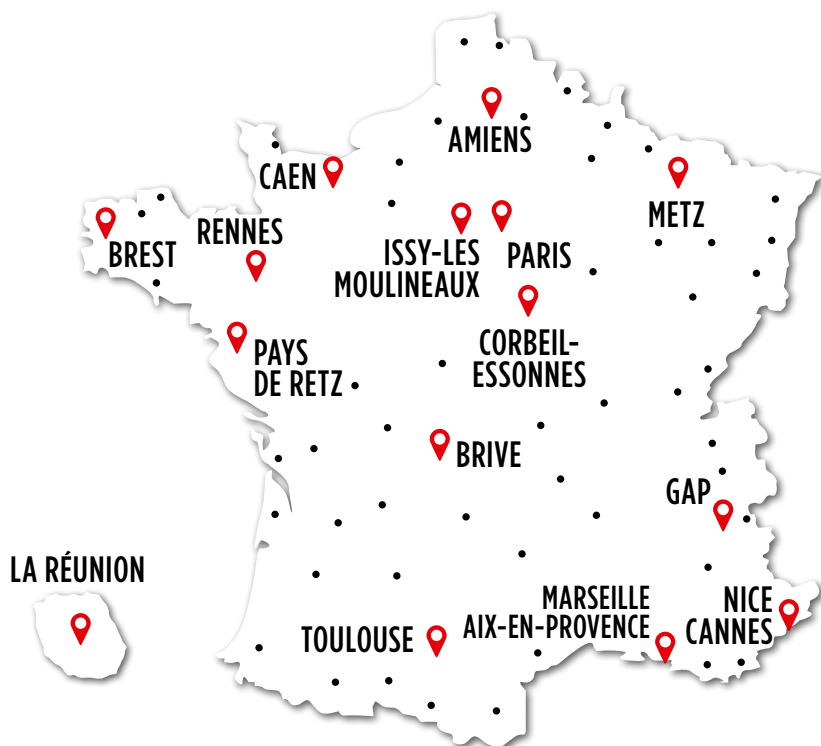 AMIENS
CAEN
METZ
BREST
RENNES
ISSY-LES
MOULINEAUX
PARIS
PAYS
DE RETZ
CORBEIL-
ESSONNES
BRIVE
GAP
LA RÉUNION
TOULOUSE
MARSEILLE
AIX-EN-PROVENCE
NICE
CANNES